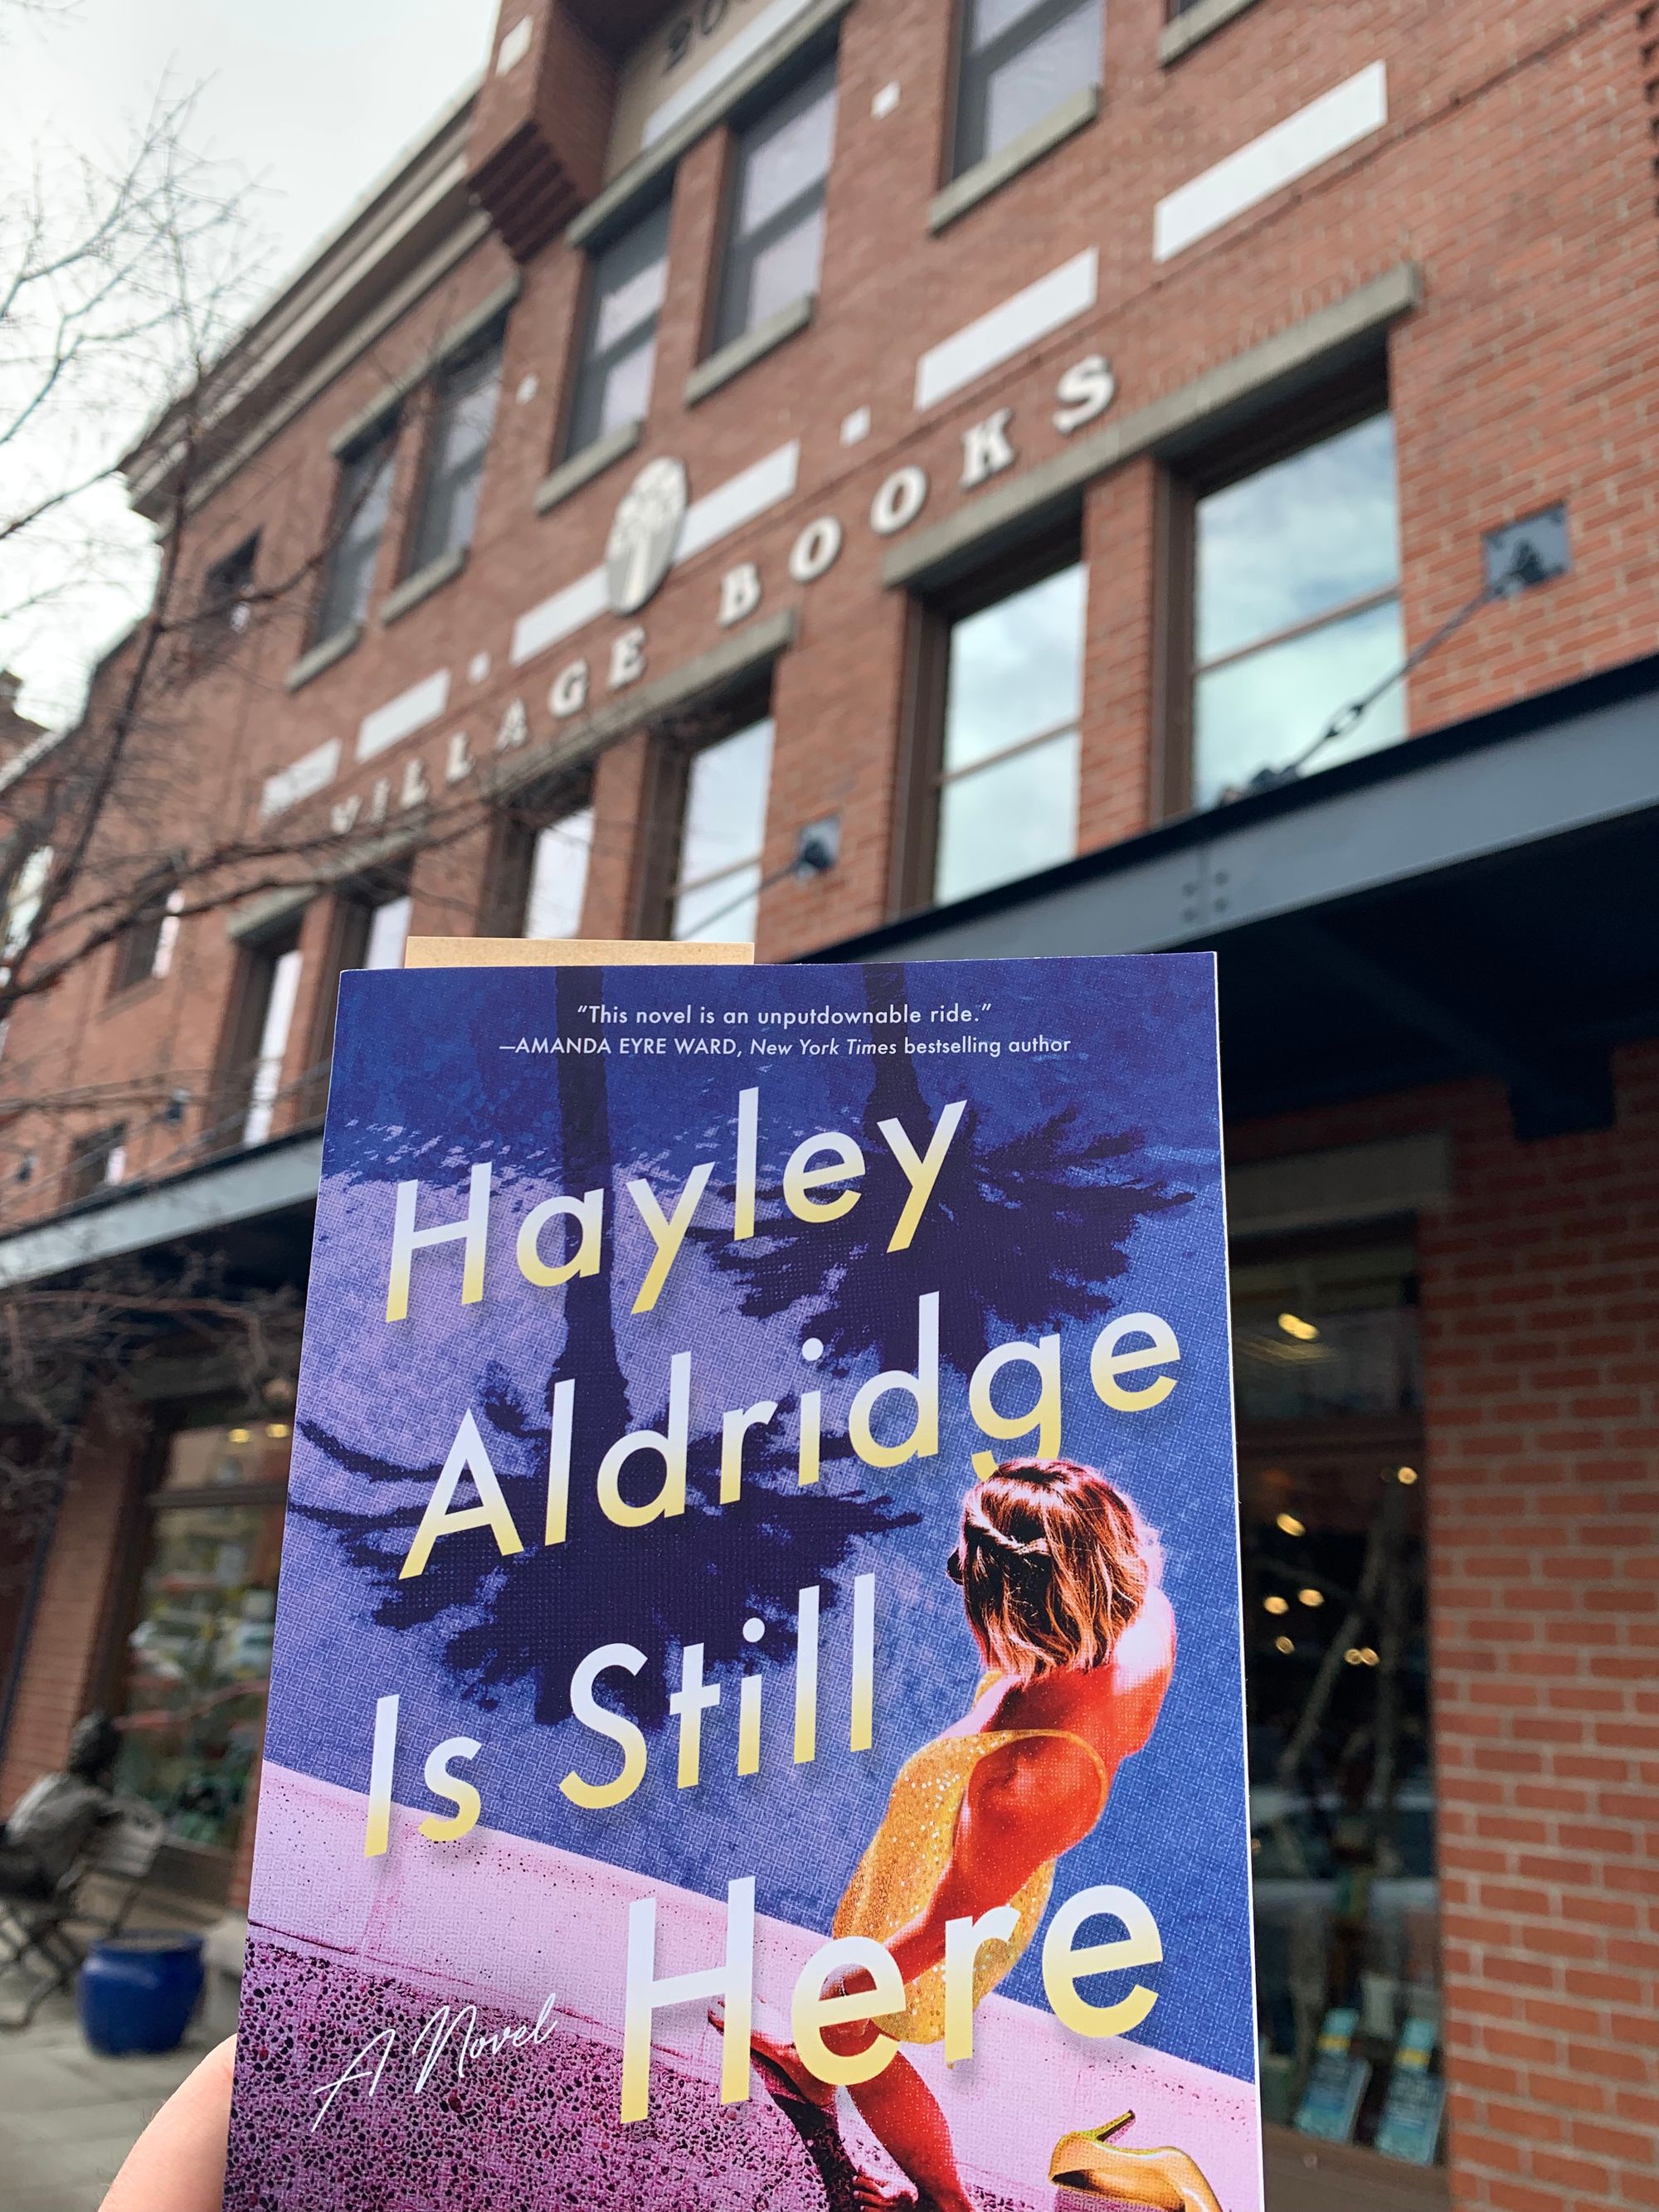 VILLAGE BOOKS
“This novel is an unputdownable ride.”
—AMANDA EYRE WARD, New York Times bestselling author
Hayley
Aldridge
Is Still
Here
A Novel